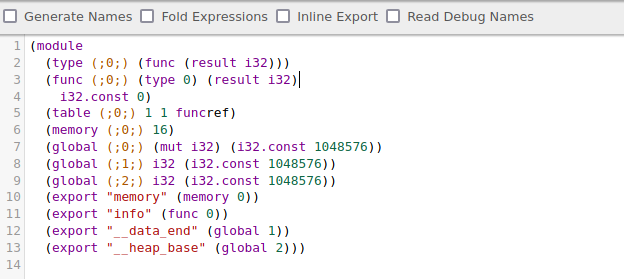 Generate Names Fold Expressions Inline Export Read Debug Names
1 (module
2 (type (;0;) (func (result i32)))
3 (func (;0;) (type 0) (result i32)
4 i32.const 0)
5 (table (;0;) 1 1 funcref)
6 (memory (;0;) 16)
7 (global (;0;) (mut i32) (i32.const 1048576))
8 (global (;1;) i32 (i32.const 1048576))
9 (global (;2;) i32 (i32.const 1048576))
10 (export "memory" (memory 0))
11 (export "info" (func 0))
12 (export "__data_end" (global 1))
13 (export "__heap_base" (global 2)))
14